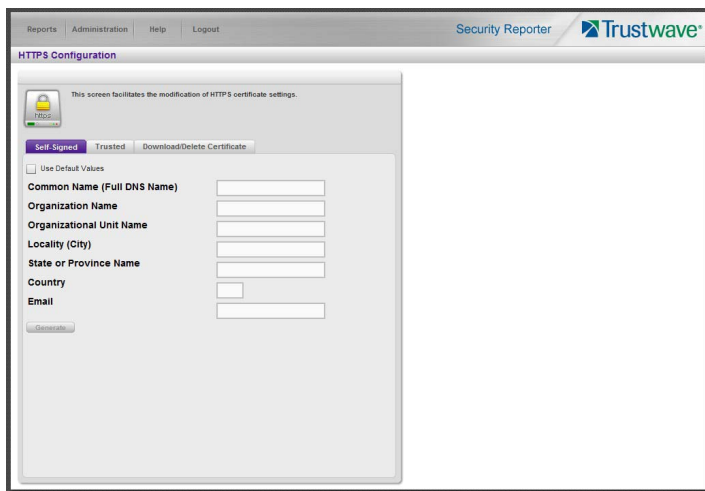 Reports Administration Help Logout
Security Reporter
Trustwave®
HTTPS Configuration
This screen facilitates the modification of HTTPS certificate settings.
https
Self-Signed Trusted Download/Delete Certificate
Use Default Values
Common Name (Full DNS Name)
Organization Name
Organizational Unit Name
Locality (City)
State or Province Name
Country
Email
Generate